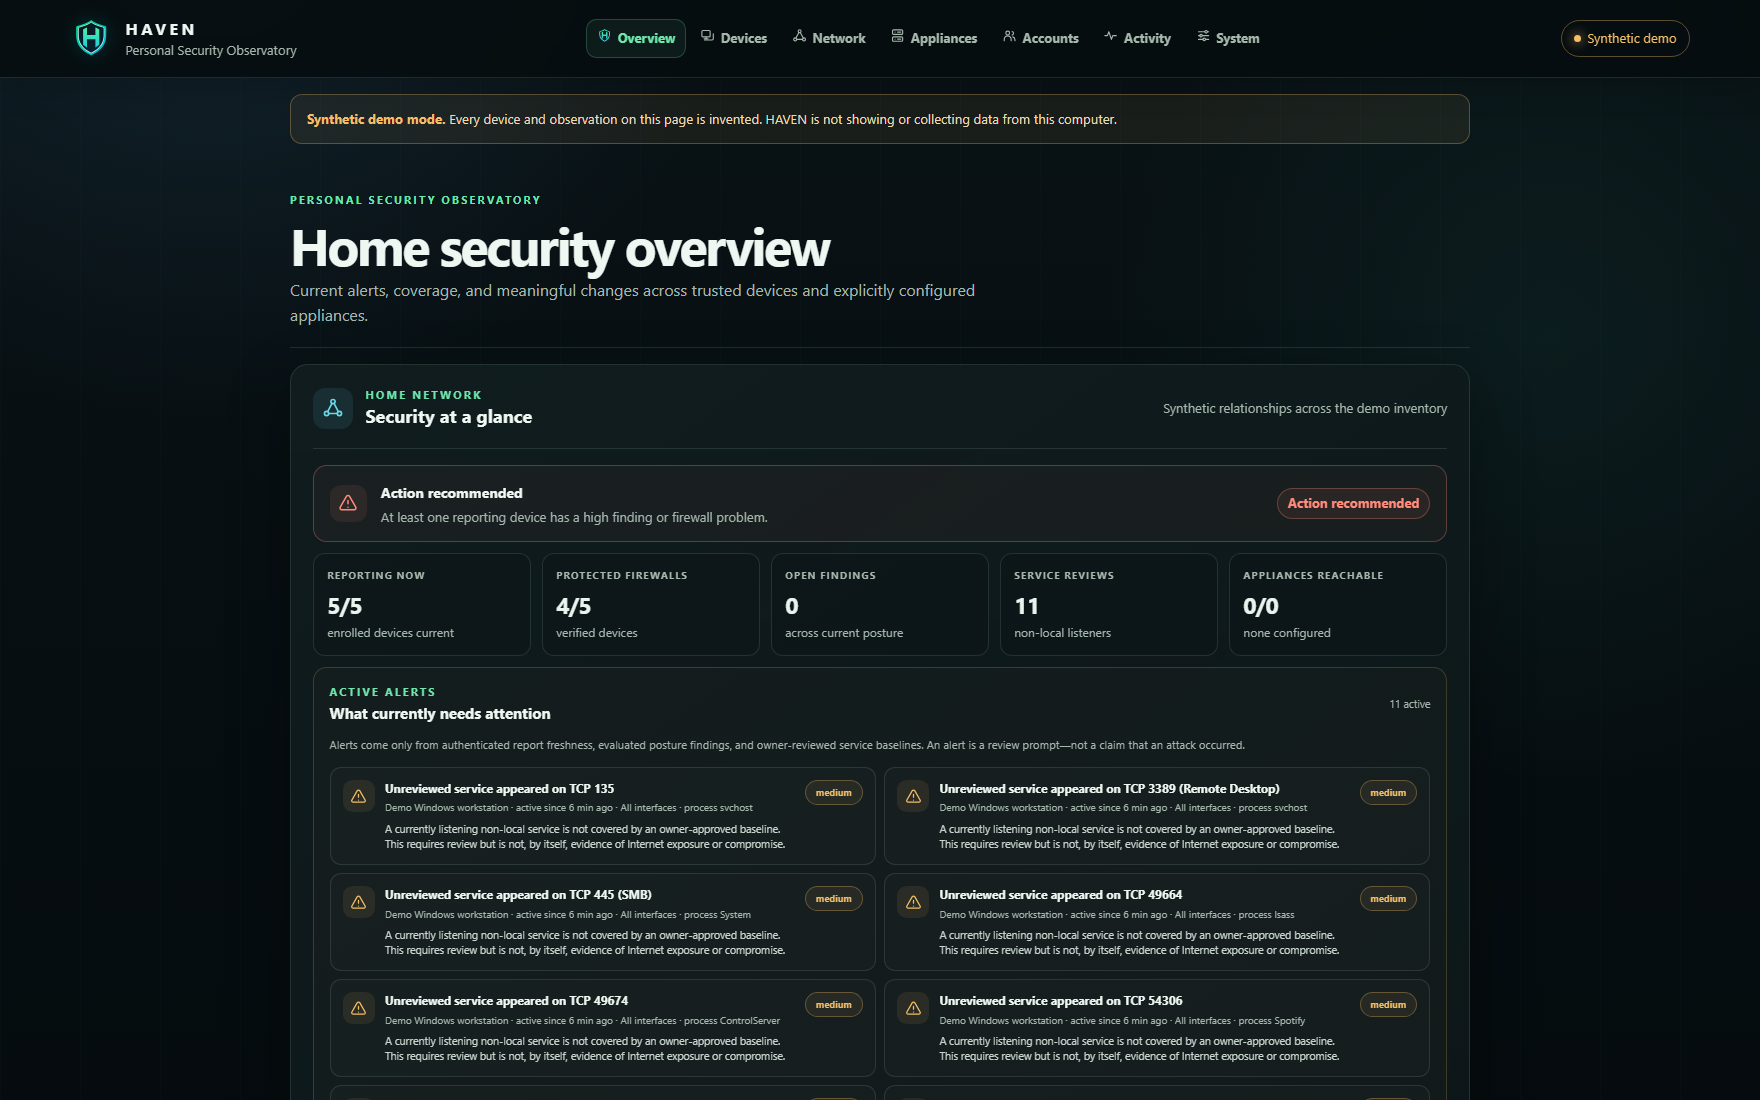 HAVEN
Personal Security Observatory
Overview
Devices
Network
Appliances
Accounts
Activity
System
Synthetic demo
Synthetic demo mode. Every device and observation on this page is invented. HAVEN is not showing or collecting data from this computer.
PERSONAL SECURITY OBSERVATORY
Home security overview
Current alerts, coverage, and meaningful changes across trusted devices and explicitly configured
appliances.
HOME NETWORK
Security at a glance
Synthetic relationships across the demo inventory
Action recommended
At least one reporting device has a high finding or firewall problem.
Action recommended
REPORTING NOW
5/5
enrolled devices current
PROTECTED FIREWALLS
4/5
verified devices
OPEN FINDINGS
0
across current posture
SERVICE REVIEWS
11
non-local listeners
APPLIANCES REACHABLE
0/0
none configured
ACTIVE ALERTS
What currently needs attention
11 active
Alerts come only from authenticated report freshness, evaluated posture findings, and owner-reviewed service baselines. An alert is a review prompt—not a claim that an attack occurred.
Unreviewed service appeared on TCP 135
medium
Demo Windows workstation · active since 6 min ago · All interfaces · process svchost
A currently listening non-local service is not covered by an owner-approved baseline.
This requires review but is not, by itself, evidence of Internet exposure or compromise.
Unreviewed service appeared on TCP 3389 (Remote Desktop)
medium
Demo Windows workstation · active since 6 min ago · All interfaces · process svchost
A currently listening non-local service is not covered by an owner-approved baseline.
This requires review but is not, by itself, evidence of Internet exposure or compromise.
Unreviewed service appeared on TCP 445 (SMB)
medium
Demo Windows workstation · active since 6 min ago · All interfaces · process System
A currently listening non-local service is not covered by an owner-approved baseline.
This requires review but is not, by itself, evidence of Internet exposure or compromise.
Unreviewed service appeared on TCP 49664
medium
Demo Windows workstation · active since 6 min ago · All interfaces · process lsass
A currently listening non-local service is not covered by an owner-approved baseline.
This requires review but is not, by itself, evidence of Internet exposure or compromise.
Unreviewed service appeared on TCP 49674
medium
Demo Windows workstation · active since 6 min ago · All interfaces · process ControlServer
A currently listening non-local service is not covered by an owner-approved baseline.
This requires review but is not, by itself, evidence of Internet exposure or compromise.
Unreviewed service appeared on TCP 54306
medium
Demo Windows workstation · active since 6 min ago · All interfaces · process Spotify
A currently listening non-local service is not covered by an owner-approved baseline.
This requires review but is not, by itself, evidence of Internet exposure or compromise.